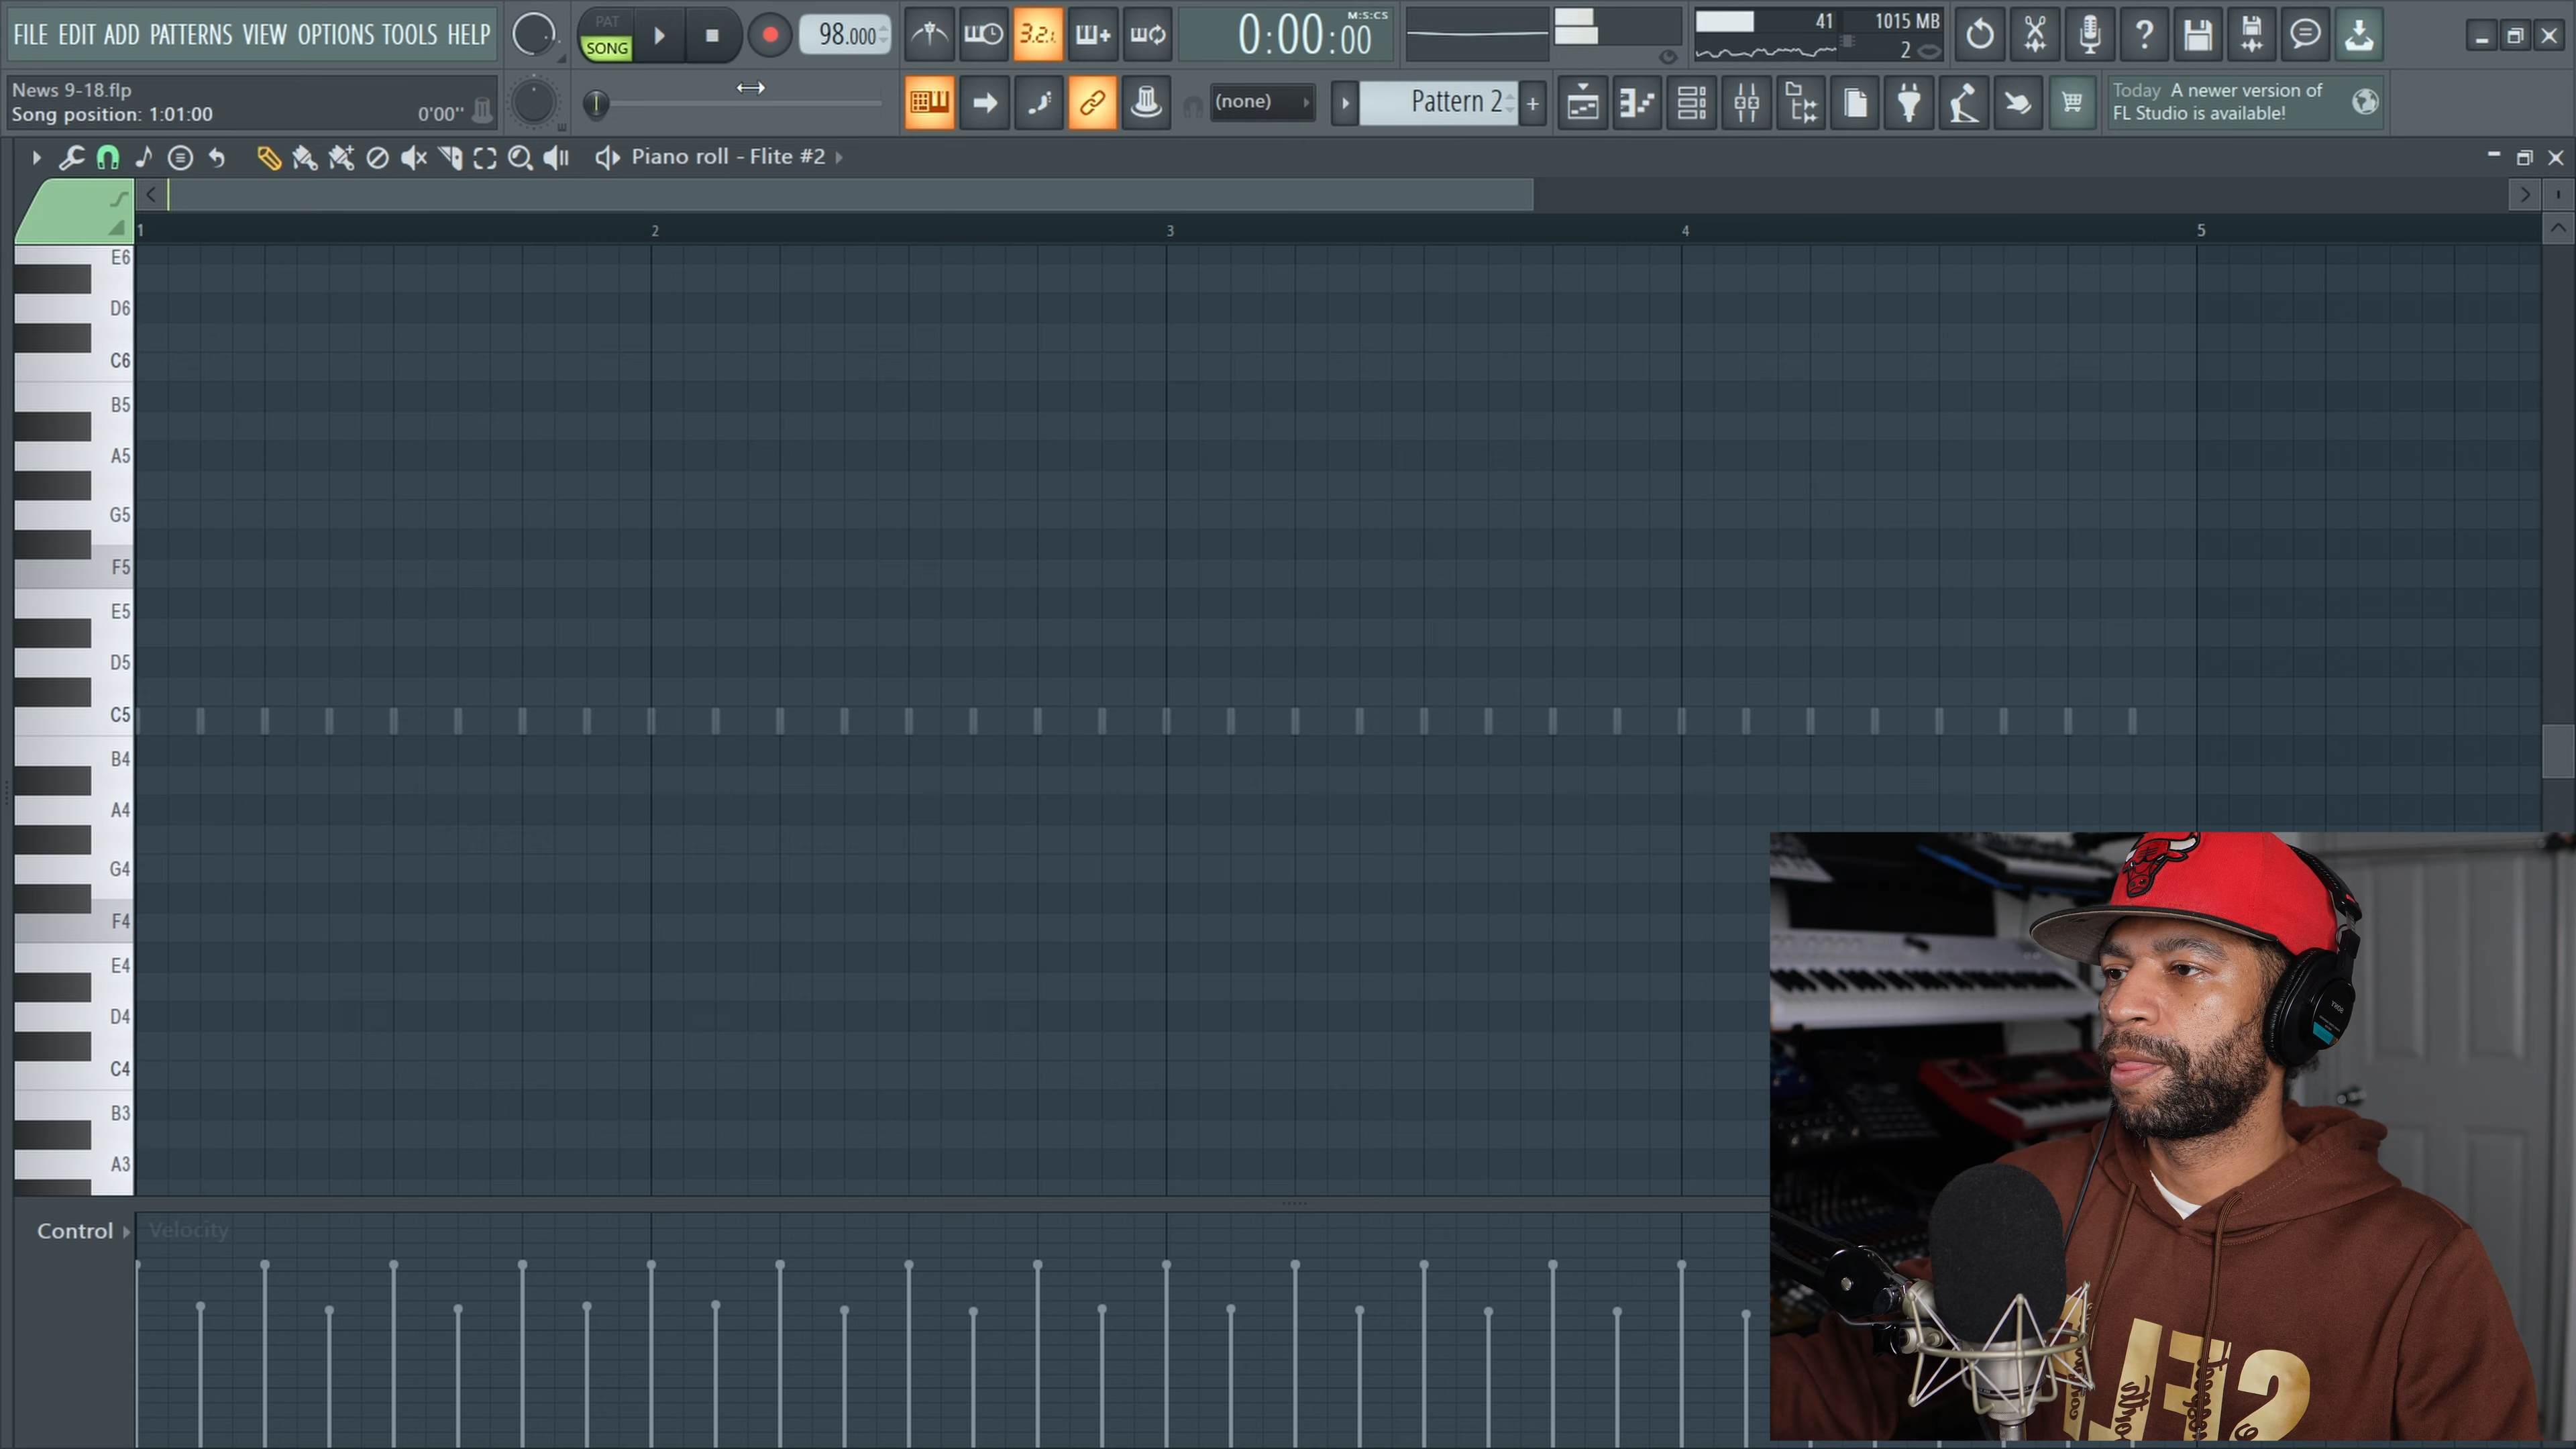 FILE EDIT ADD PATTERNS VIEW OPTIONS TOOLS HELP
PAT
SONG
98.000
3.2.
0:00:00
M:S:CS
41
1015 MB
2
News 9-18.flp
Song position: 1:01:00
0'00''
(none)
Pattern 2
Today A newer version of
FL Studio is available!
Piano roll - Flite #2
1 2 3 4 5
E6
D6
C6
B5
A5
G5
F5
E5
D5
C5
B4
A4
G4
F4
E4
D4
C4
B3
A3
Control
Velocity